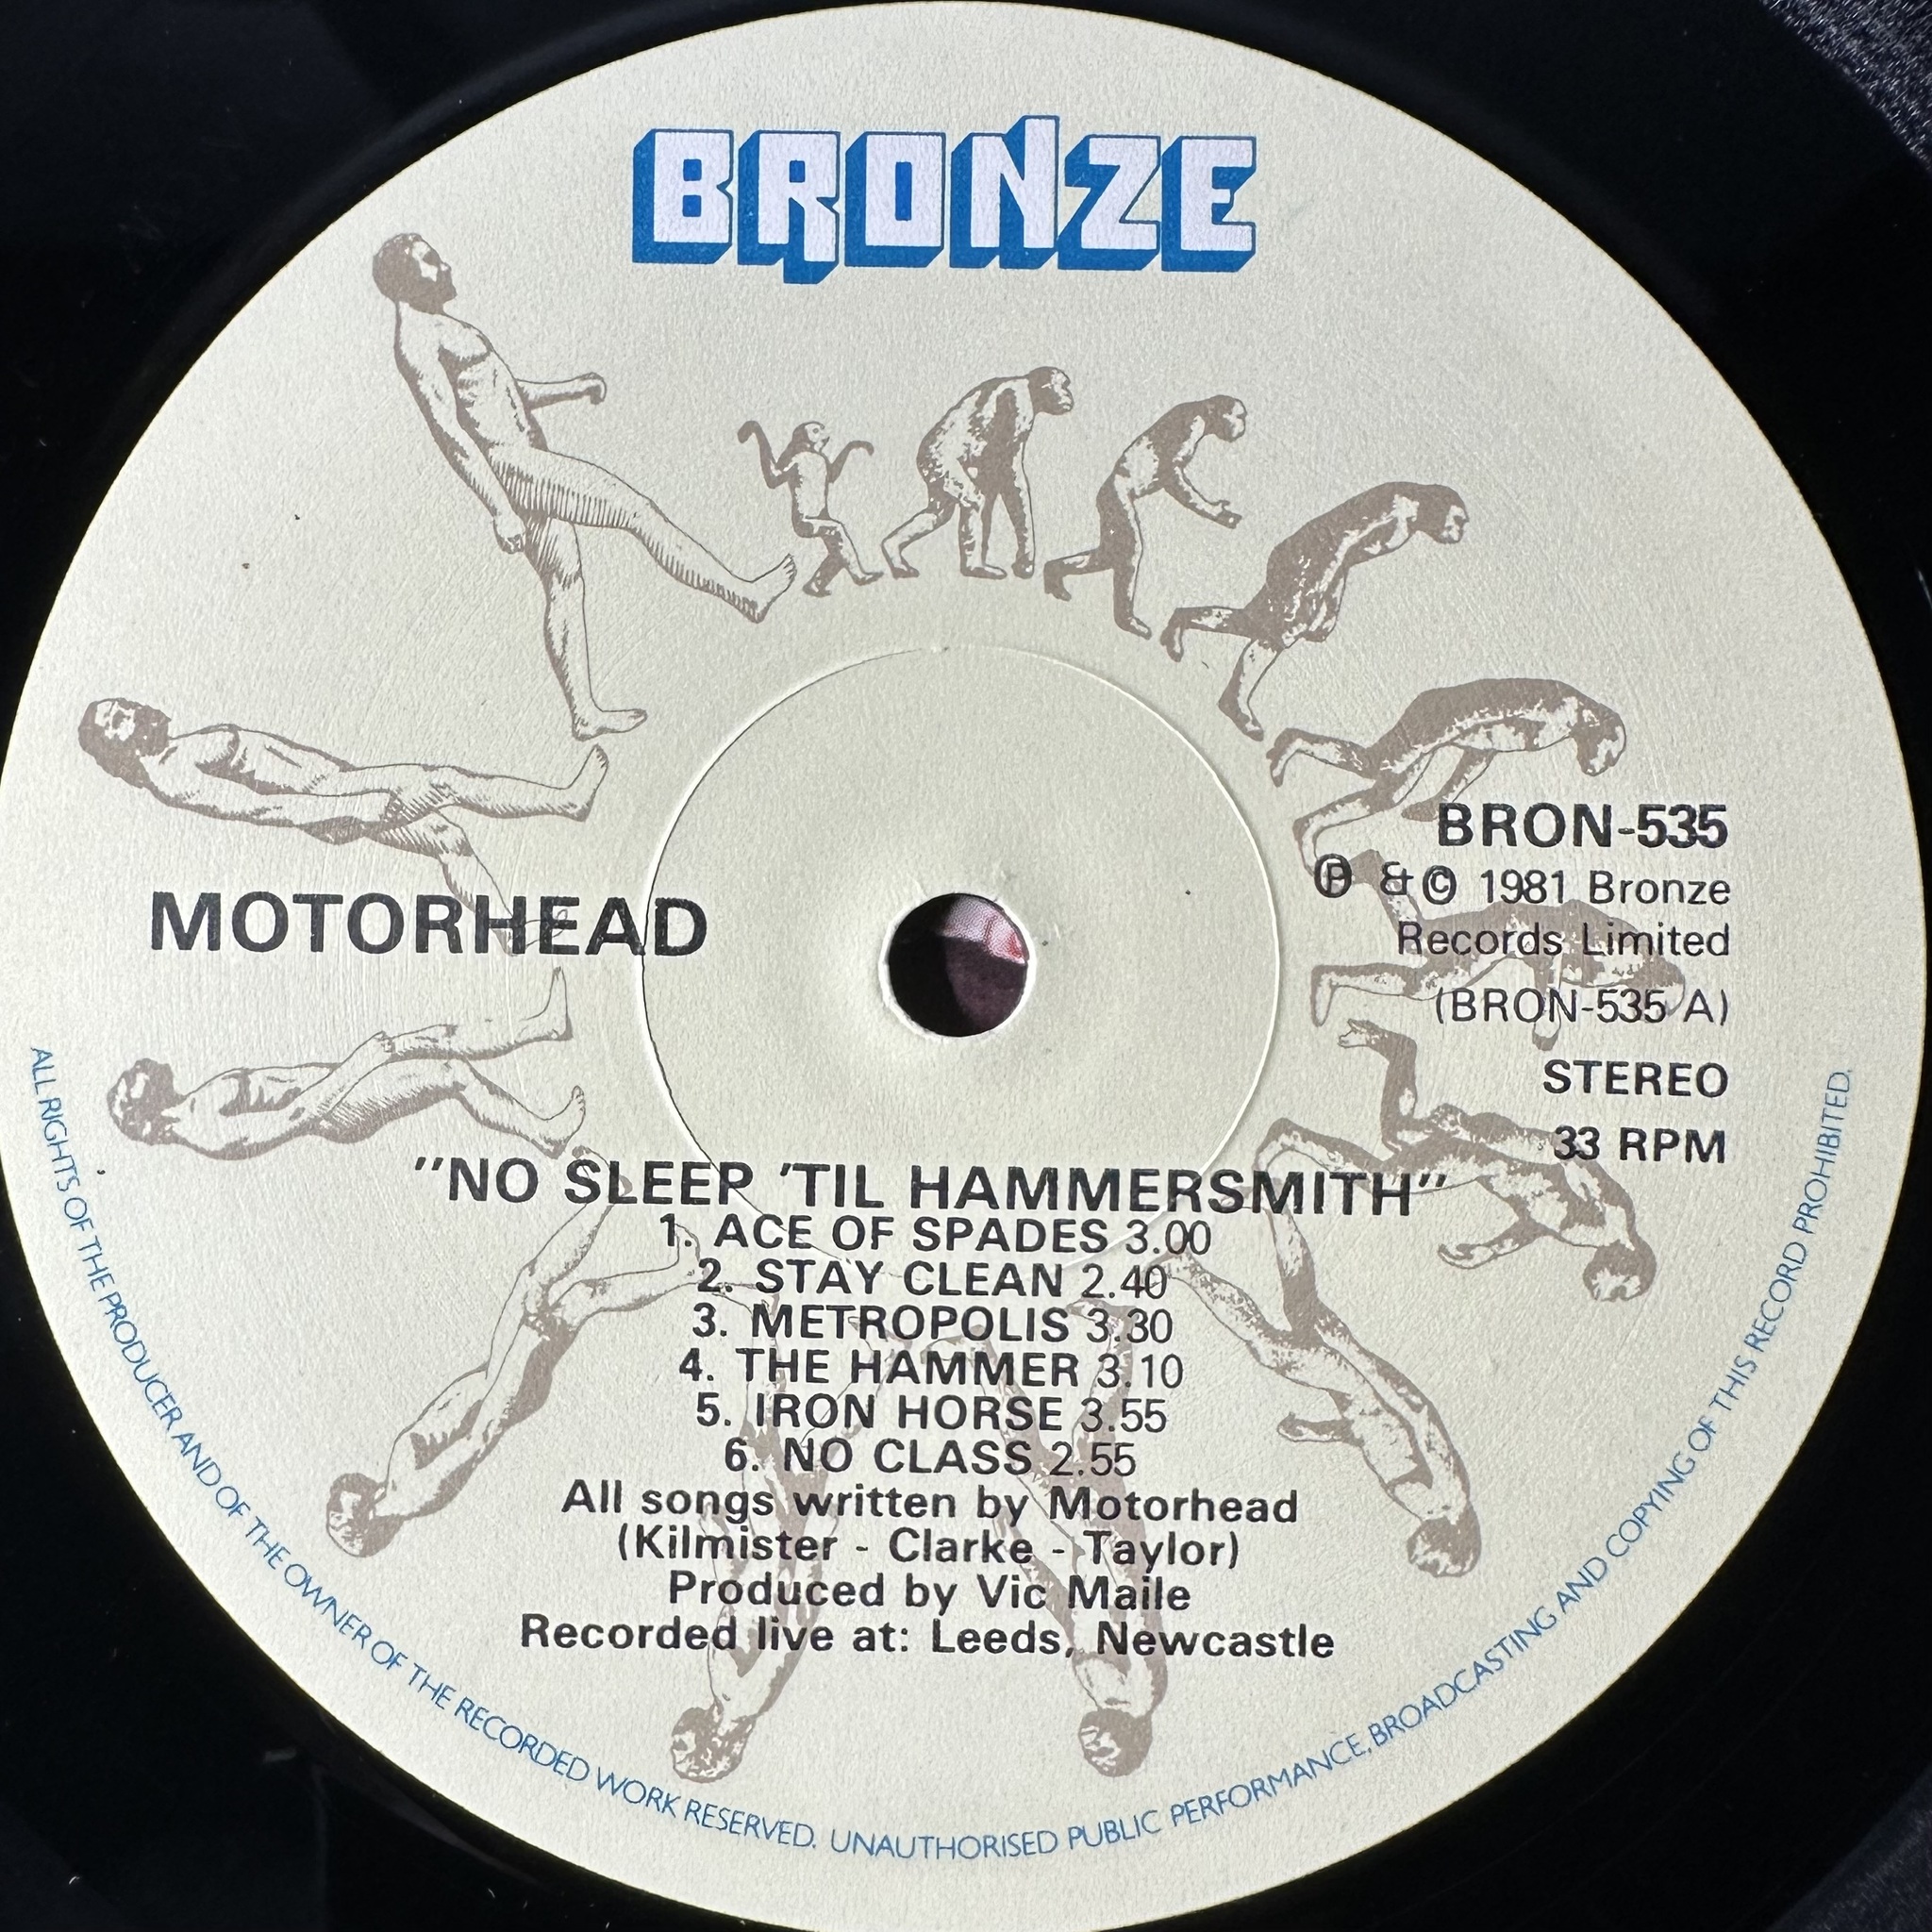 BRONZE
BRON-535
Ⓟ & © 1981 Bronze
Records Limited
MOTORHEAD
(BRON-535 A)
STEREO
33 RPM
"NO SLEEP 'TIL HAMMERSMITH"
1. ACE OF SPADES 3.00
2. STAY CLEAN 2.40
3. METROPOLIS 3.30
4. THE HAMMER 3.10
5. IRON HORSE 3.55
6. NO CLASS 2.55
All songs written by Motorhead
(Kilmister - Clarke - Taylor)
Produced by Vic Maile
Recorded live at: Leeds, Newcastle
ALL RIGHTS OF THE PRODUCER AND OF THE OWNER OF THE RECORDED WORK RESERVED. UNAUTHORISED PUBLIC PERFORMANCE, BROADCASTING AND COPYING OF THIS RECORD PROHIBITED.